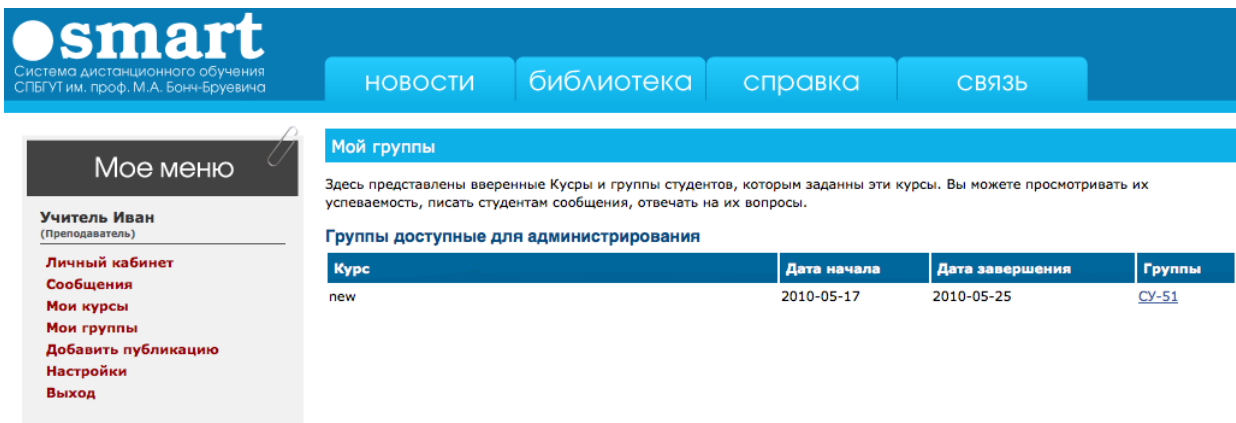 smart
Система дистанционного обучения
СПБГУТ им. проф. М.А. Бонч-Бруевича
новости библиотека справка связь
Мое меню
Учитель Иван
(Преподаватель)
Личный кабинет
Сообщения
Мои курсы
Мои группы
Добавить публикацию
Настройки
Выход
Мой группы
Здесь представлены вверенные Кусры и группы студентов, которым заданны эти курсы. Вы можете просмотривать их
успеваемость, писать студентам сообщения, отвечать на их вопросы.
Группы доступные для администрирования
Курс Дата начала Дата завершения Группы
new 2010-05-17 2010-05-25 СУ-51